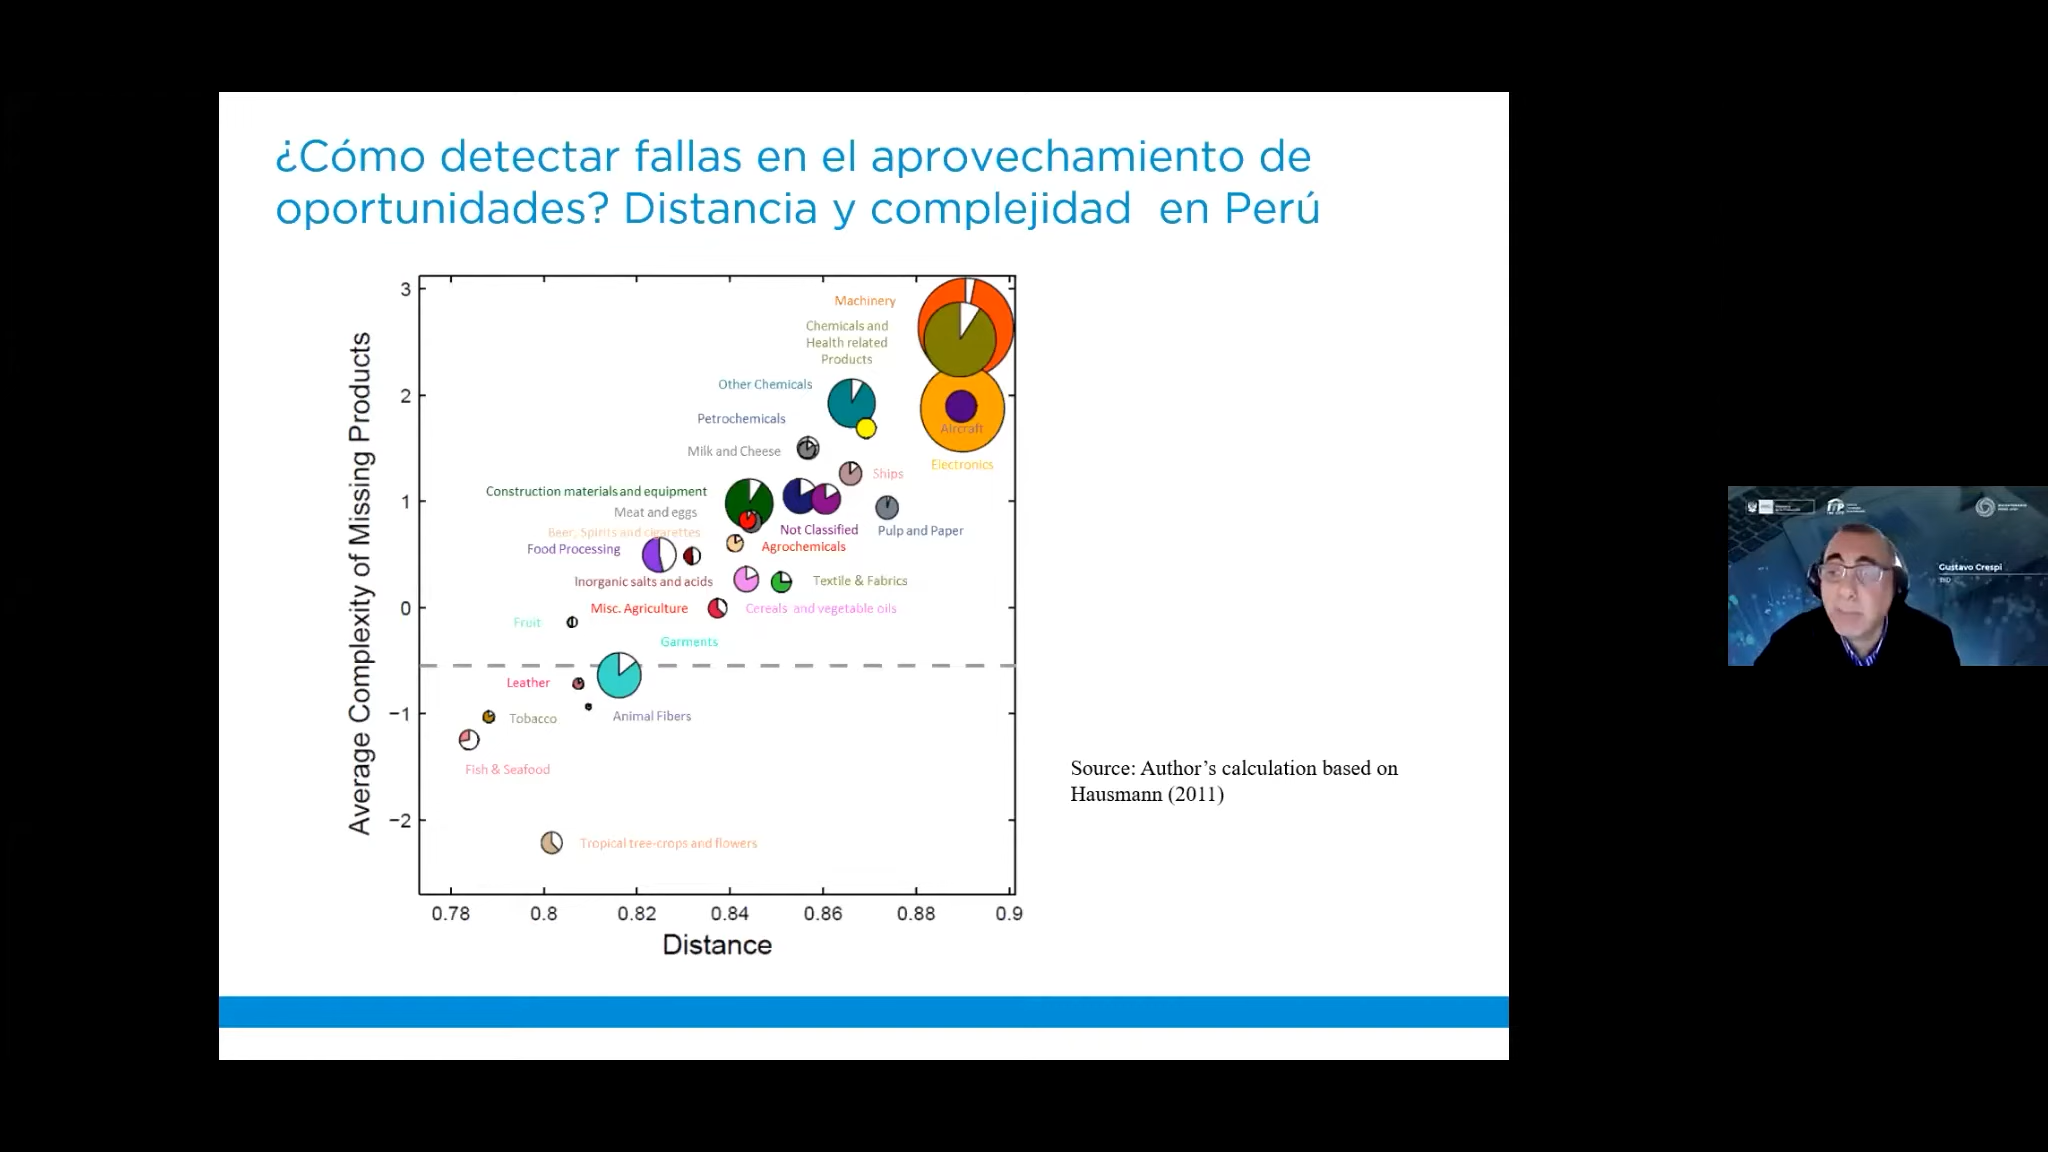 ¿Cómo detectar fallas en el aprovechamiento de
oportunidades? Distancia y complejidad en Perú
Average Complexity of Missing Products
3
2
1
0
−1
−2
Machinery
Chemicals and
Health related
Products
Other Chemicals
Petrochemicals
Aircraft
Milk and Cheese
Electronics
Ships
Construction materials and equipment
Meat and eggs
Not Classified
Pulp and Paper
Beer, Spirits and cigarettes
Food Processing
Agrochemicals
Inorganic salts and acids
Textile & Fabrics
Misc. Agriculture
Cereals and vegetable oils
Fruit
Garments
Leather
Tobacco
Animal Fibers
Fish & Seafood
Tropical tree-crops and flowers
0.78 0.8 0.82 0.84 0.86 0.88 0.9
Distance
Source: Author’s calculation based on
Hausmann (2011)
Gustavo Crespi